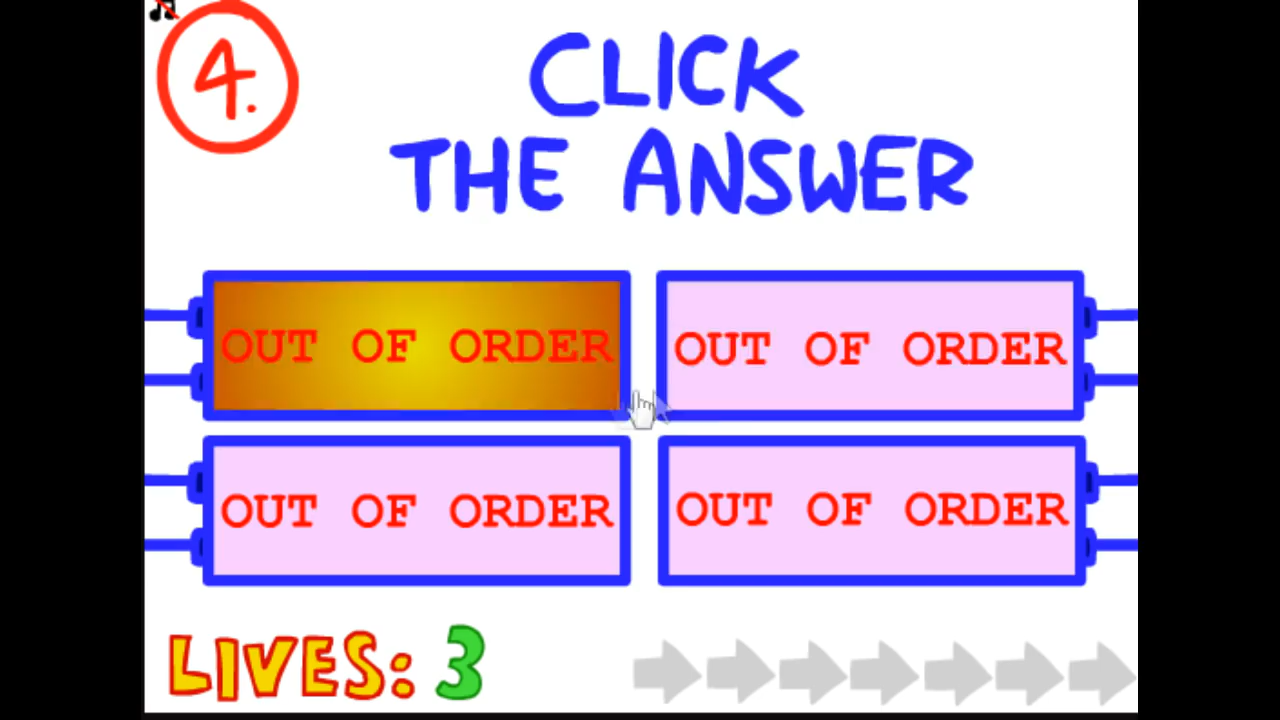 4.
CLICK
THE ANSWER
OUT OF ORDER
OUT OF ORDER
OUT OF ORDER
OUT OF ORDER
LIVES: 3